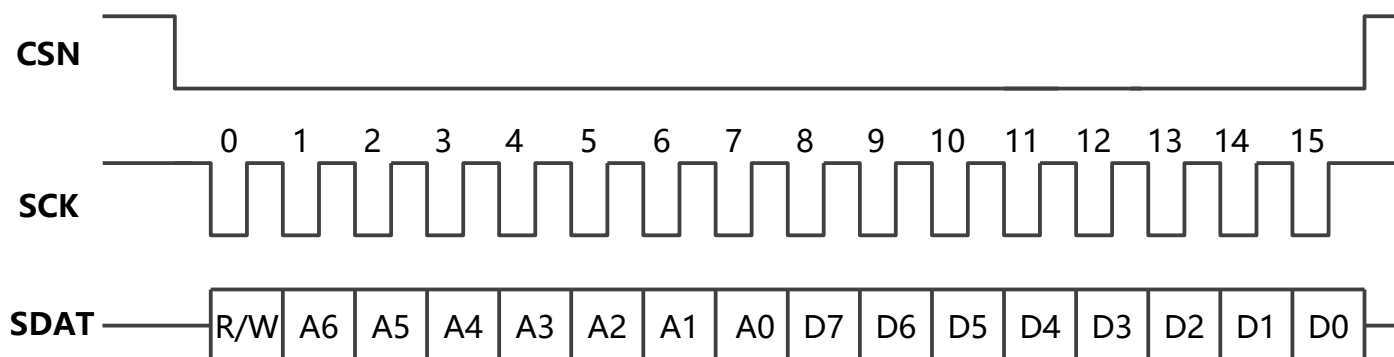 CSN
0 1 2 3 4 5 6 7 8 9 10 11 12 13 14 15
SCK
SDAT R/W A6 A5 A4 A3 A2 A1 A0 D7 D6 D5 D4 D3 D2 D1 D0